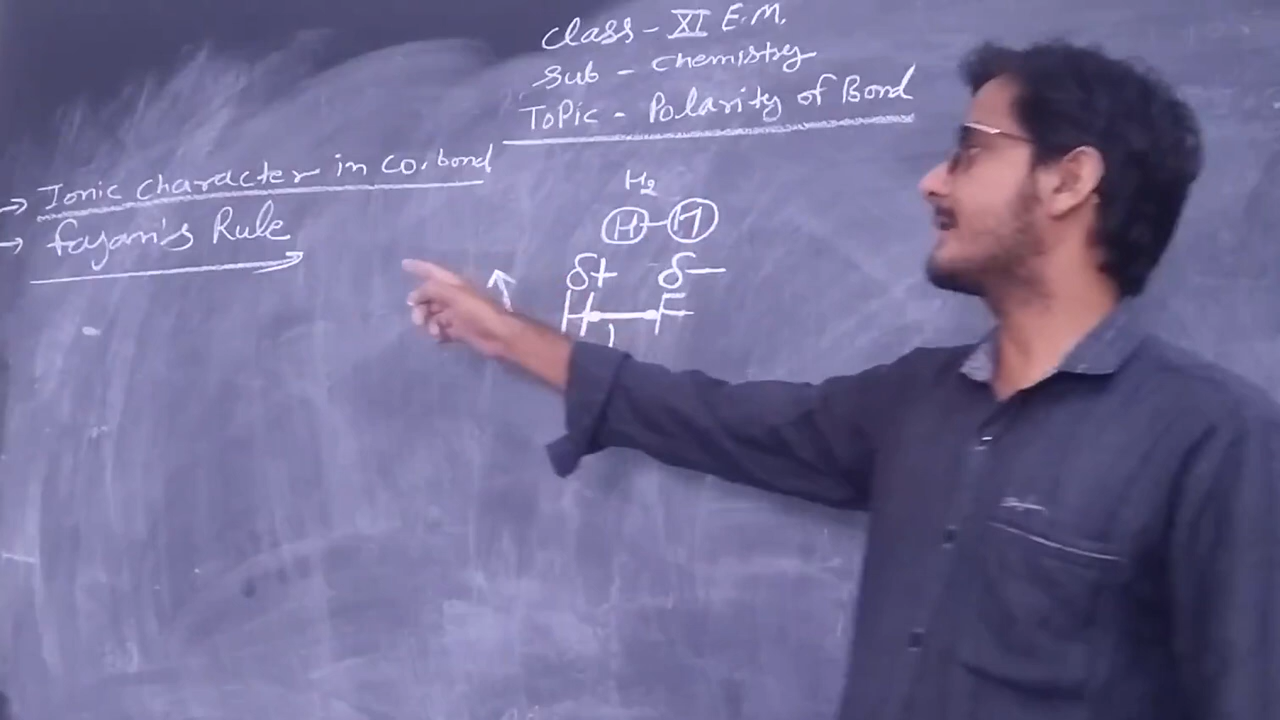 Class - XI E.M.
Sub - Chemistry
Topic - Polarity of Bond
→ Ionic character in co. bond
→ fajan's Rule
H₂
H - H
δ+ δ-
H F